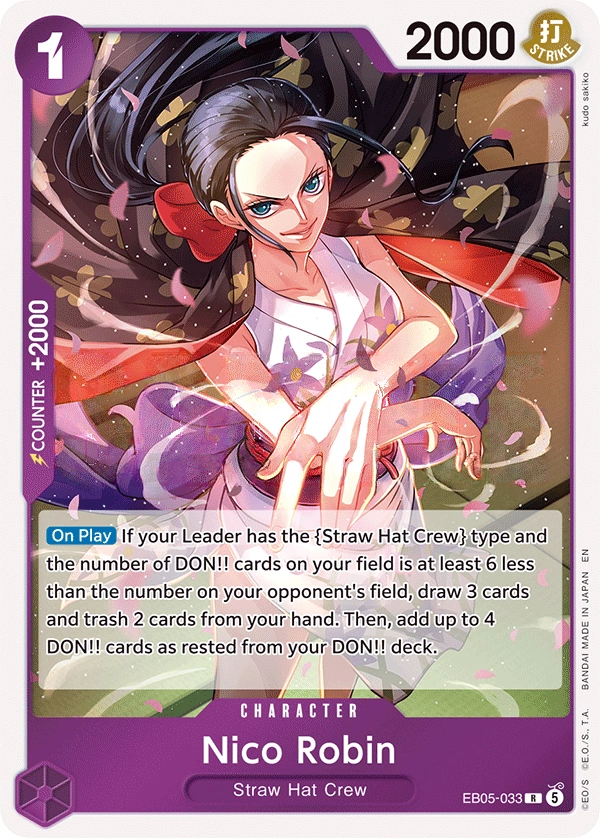 1
2000
打
STRIKE
kudo sakiko
COUNTER +2000
On Play If your Leader has the {Straw Hat Crew} type and
the number of DON!! cards on your field is at least 6 less
than the number on your opponent's field, draw 3 cards
and trash 2 cards from your hand. Then, add up to 4
DON!! cards as rested from your DON!! deck.
CHARACTER
Nico Robin
Straw Hat Crew
EB05-033 R 5
©E.O/S ©E.O./S., T.A. BANDAI MADE IN JAPAN EN